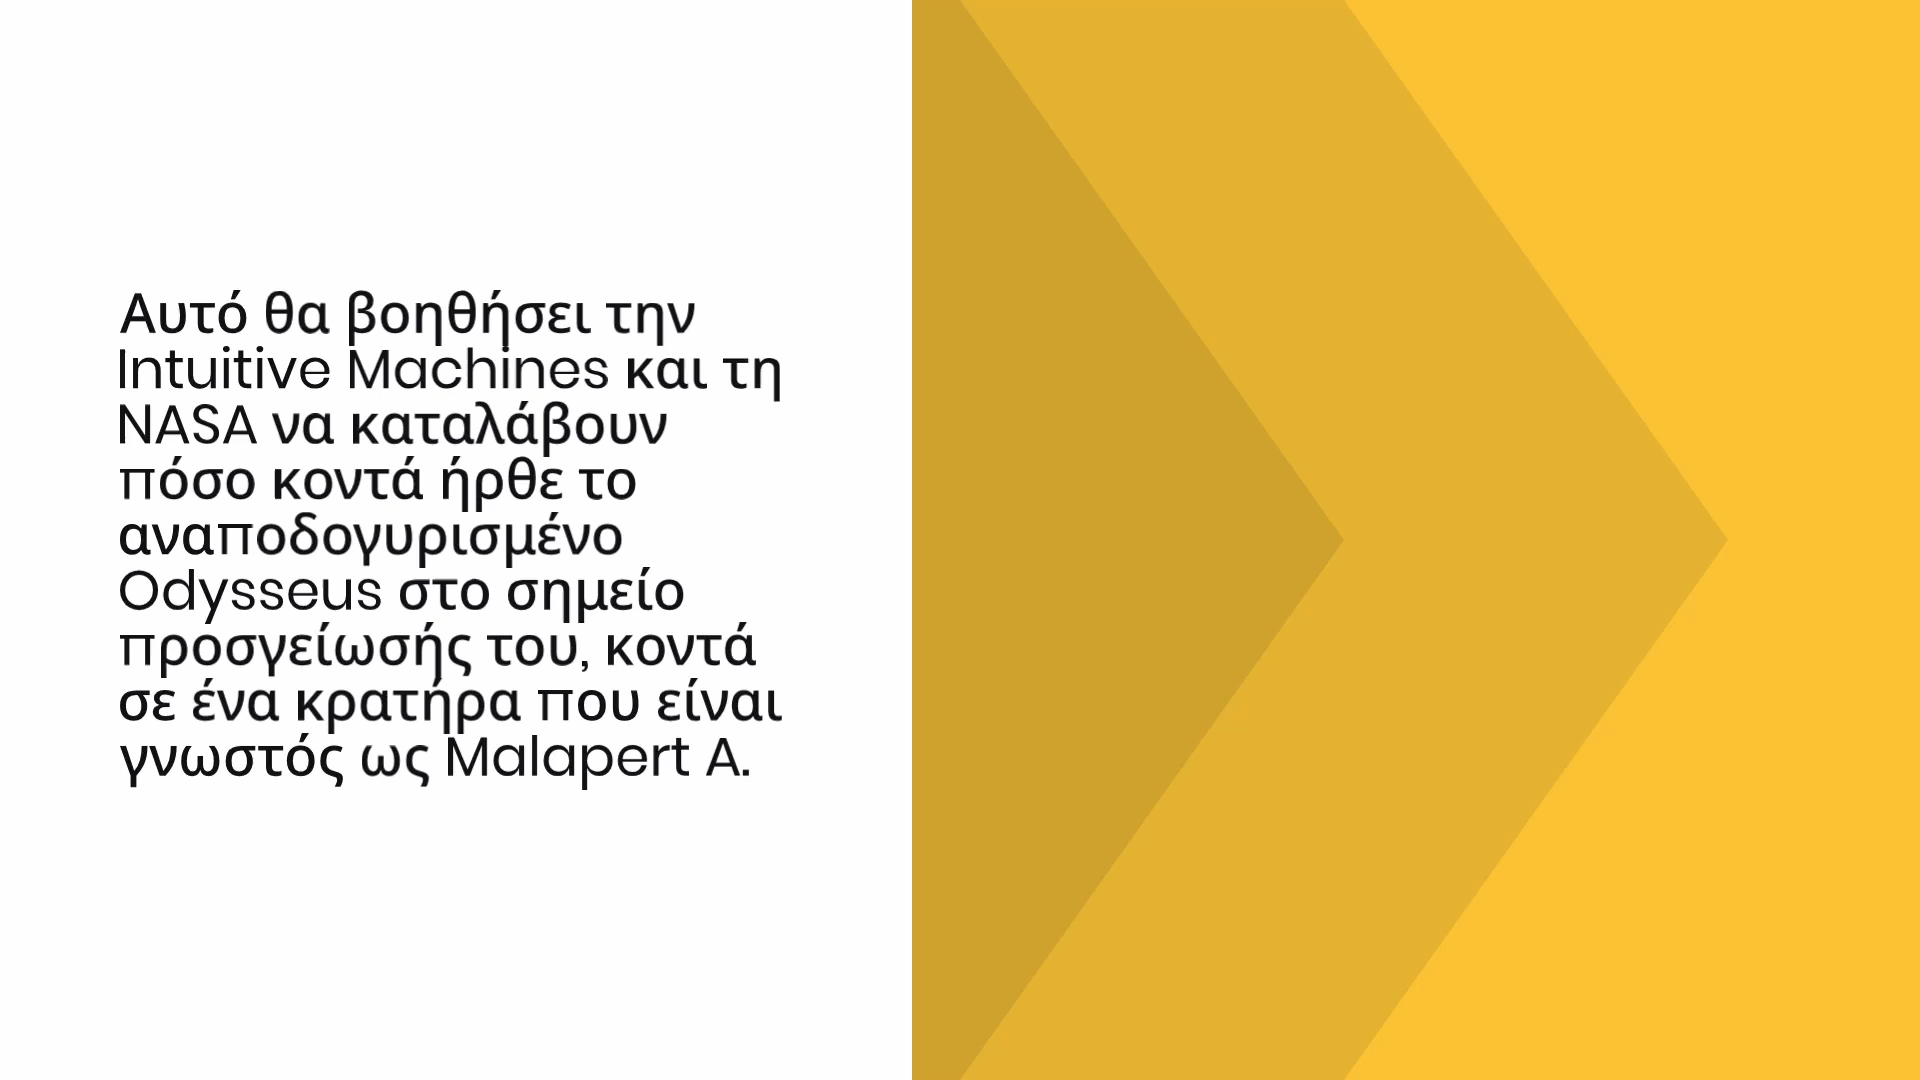 Αυτό θα βοηθήσει την
Intuitive Machines και τη
NASA να καταλάβουν
πόσο κοντά ήρθε το
αναποδογυρισμένο
Odysseus στο σημείο
προσγείωσής του, κοντά
σε ένα κρατήρα που είναι
γνωστός ως Malapert A.